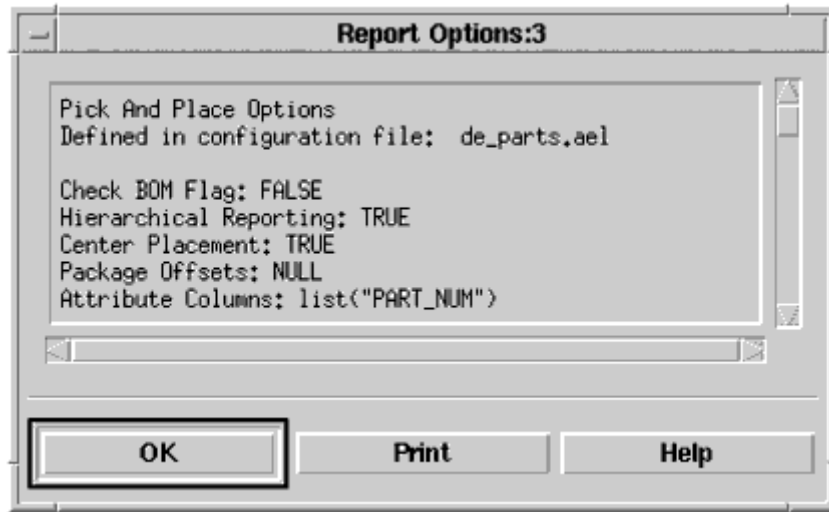 Report Options:3
Pick And Place Options
Defined in configuration file:  de_parts.ael
Check BOM Flag: FALSE
Hierarchical Reporting: TRUE
Center Placement: TRUE
Package Offsets: NULL
Attribute Columns: list("PART_NUM")
OK
Print
Help